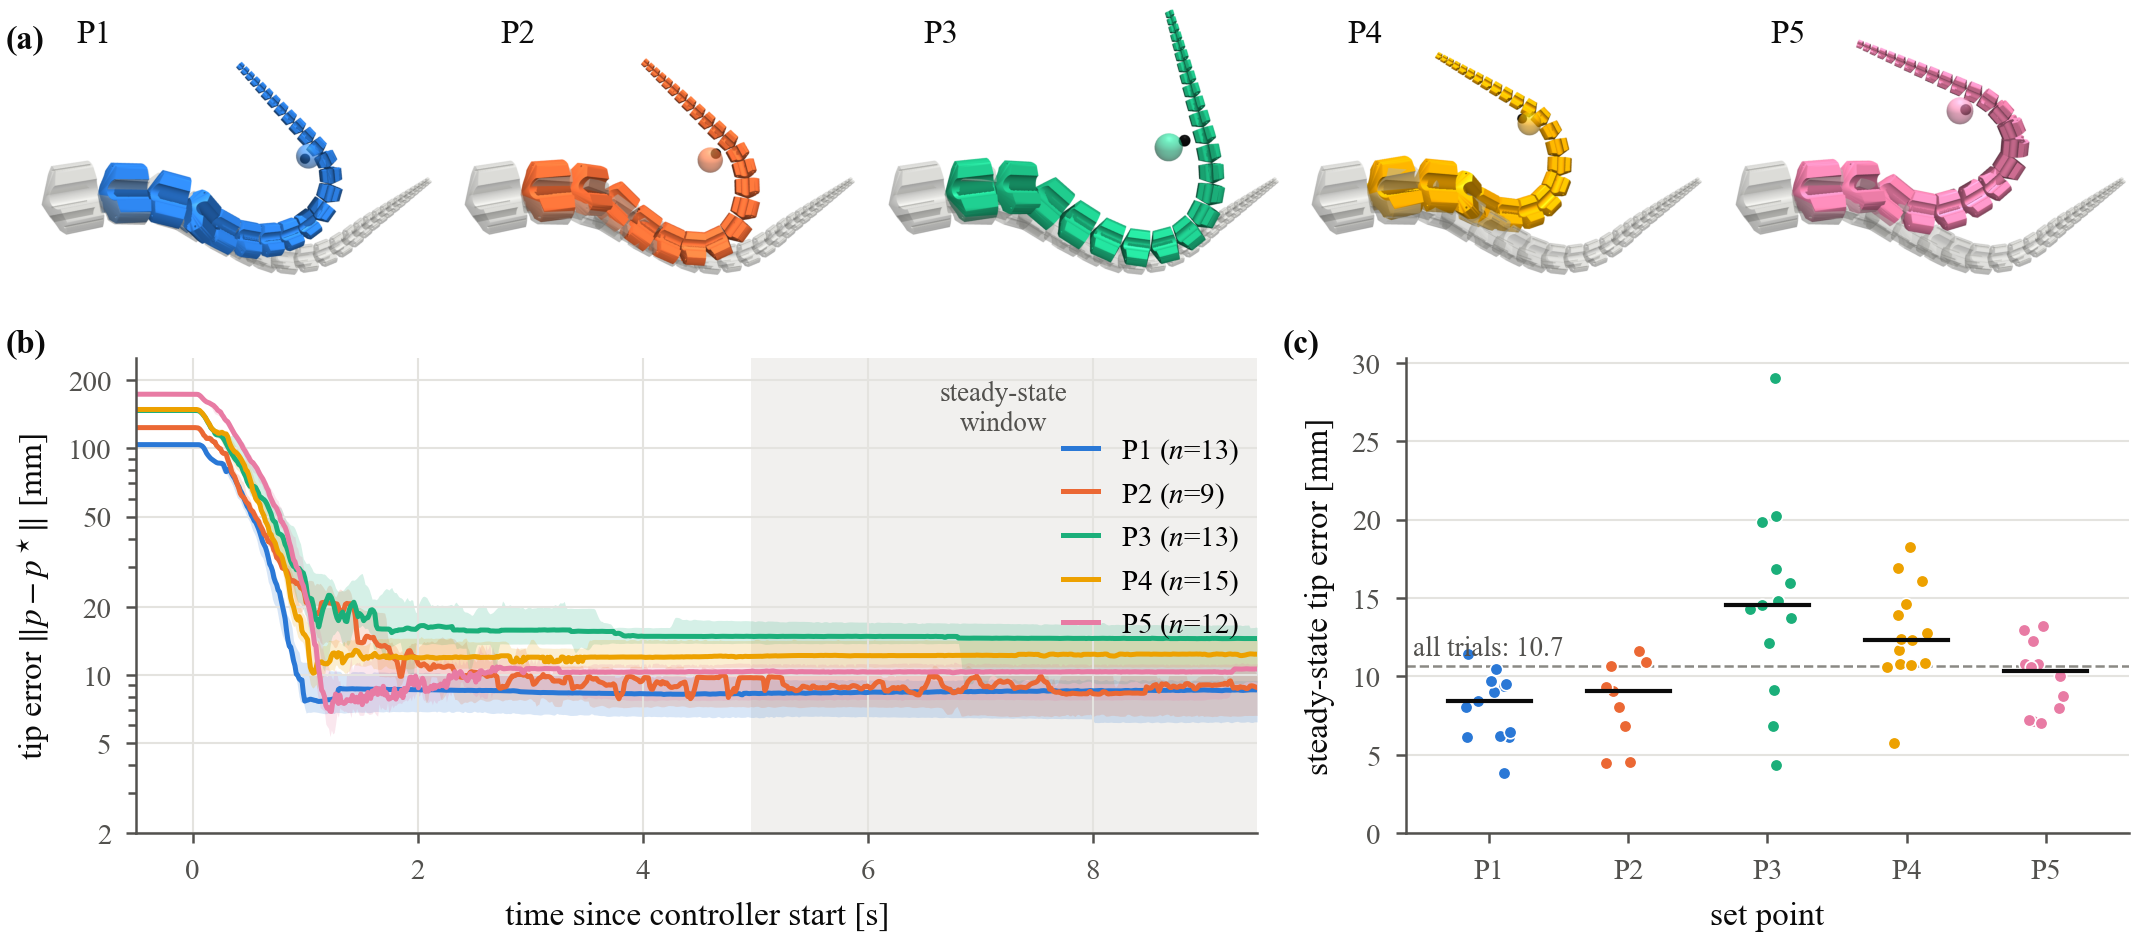 (a)
P1
P2
P3
P4
P5
(b)
tip error ||p − p⋆|| [mm]
200
100
50
20
10
5
2
steady-state
window
P1 (n=13)
P2 (n=9)
P3 (n=13)
P4 (n=15)
P5 (n=12)
0
2
4
6
8
time since controller start [s]
(c)
steady-state tip error [mm]
30
25
20
15
10
5
0
all trials: 10.7
P1
P2
P3
P4
P5
set point